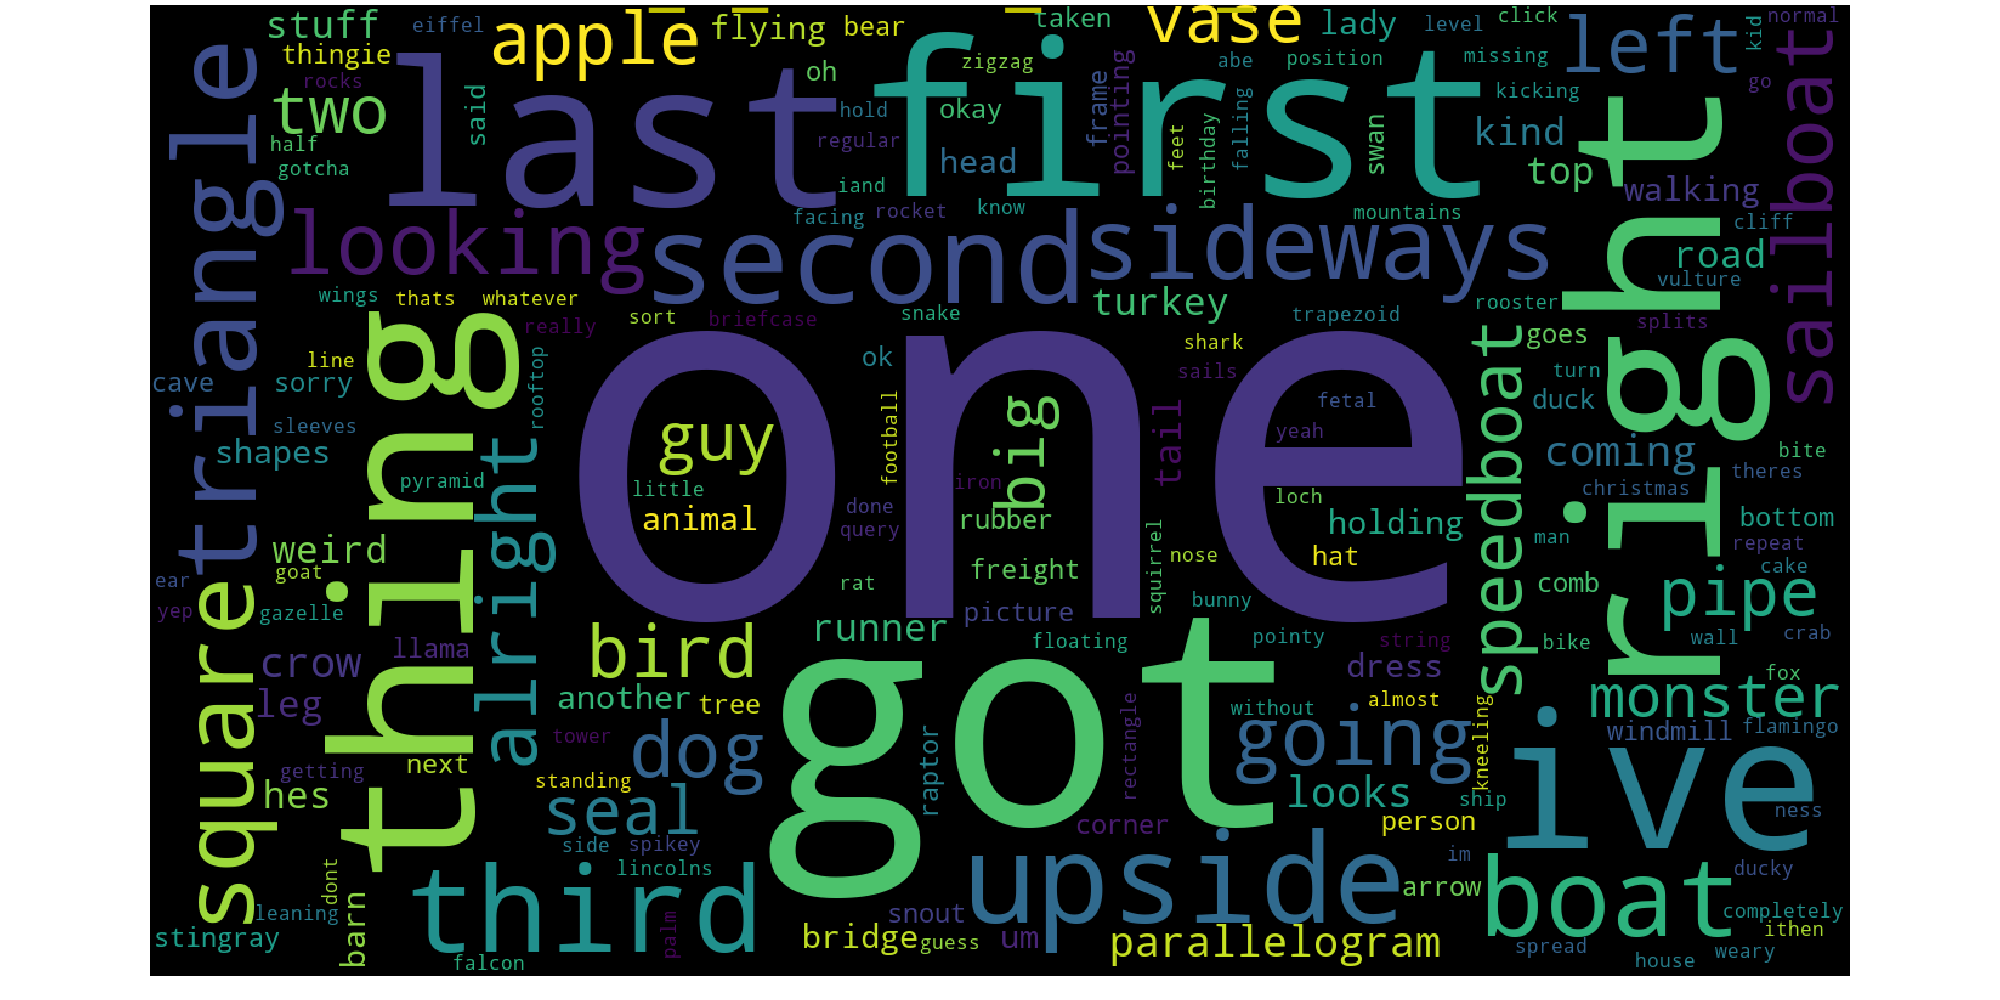 stuff
eiffel
apple
flying
bear
taken
vase
lady
level
click
left
normal
kid
thingie
rocks
two
said
half
gotcha
last
oh
hold
regular
iand
first
zigzag
okay
head
frame
pointing
feet
birthday
abe
falling
position
swan
missing
kicking
kind
top
go
sailboat
walking
triangle
looking
second
facing
rocket
know
sideways
mountains
right
cliff
road
vulture
wings
thats
whatever
really
sort
briefcase
snake
turkey
trapezoid
rooster
splits
line
thing
rooftop
ok
shark
sails
speedboat
goes
turn
cave
sorry
sleeves
shapes
pyramid
alright
one
guy
little
animal
football
done
query
big
iron
rubber
tail
fetal
yeah
loch
holding
hat
duck
coming
bite
theres
christmas
bottom
man
repeat
weird
goat
ear
yep
gazelle
rat
freight
picture
squirrel
nose
bunny
comb
cake
pipe
square
crow
llama
leg
bird
runner
floating
pointy
string
bike
wall
crab
another
tree
got
rectangle
dress
without
almost
fox
monster
tower
dog
raptor
going
kneeling
windmill
flamingo
getting
next
hes
standing
seal
looks
ship
ive
ness
side
spikey
corner
person
dont
barn
third
lincolns
upside
im
arrow
boat
ducky
leaning
stingray
palm
snout
bridge
guess
um
parallelogram
completely
ithen
falcon
spread
house
weary